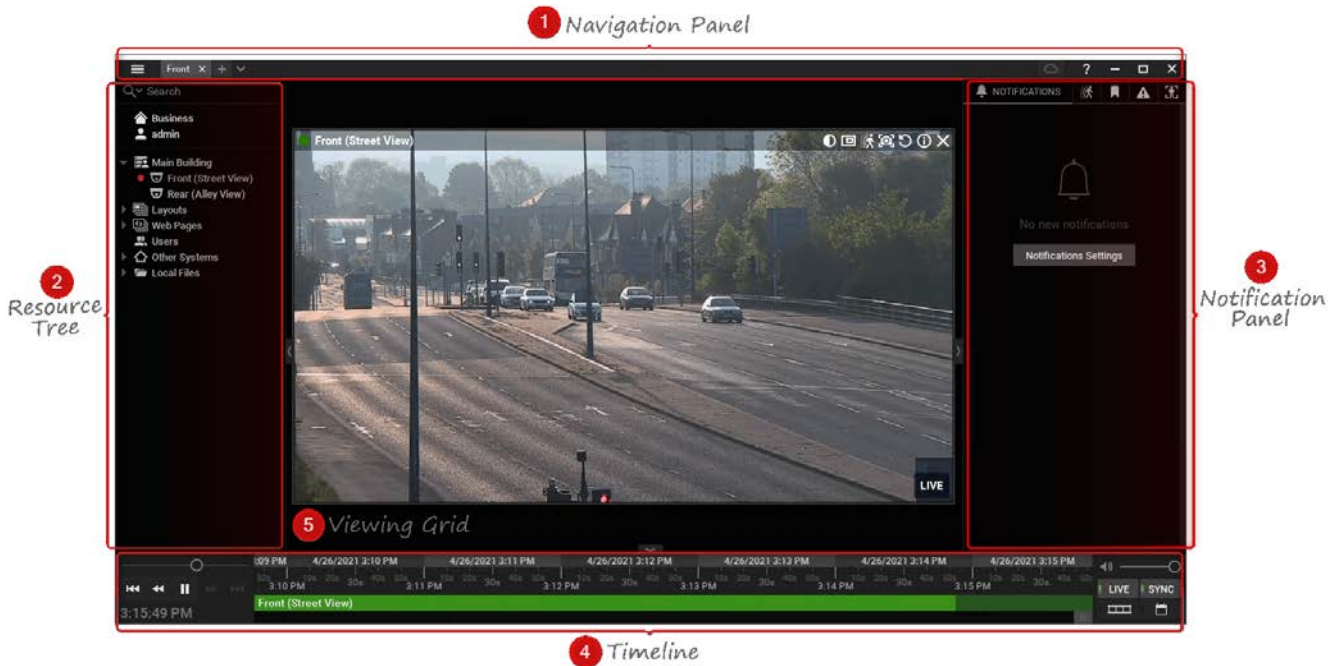 1 Navigation Panel
Front
?
Search
NOTIFICATIONS
Business
admin
Main Building
Front (Street View)
Rear (Alley View)
Layouts
Web Pages
Users
Other Systems
Local Files
2
Resource
Tree
Front (Street View)
LIVE
5 Viewing Grid
No new notifications
Notifications Settings
3
Notification
Panel
:09 PM 4/26/2021 3:10 PM 4/26/2021 3:11 PM 4/26/2021 3:12 PM 4/26/2021 3:13 PM 4/26/2021 3:14 PM 4/26/2021 3:15 PM
3:10 PM 3:11 PM 3:12 PM 3:13 PM 3:14 PM 3:15 PM
Front (Street View)
LIVE SYNC
3:15:49 PM
4 Timeline